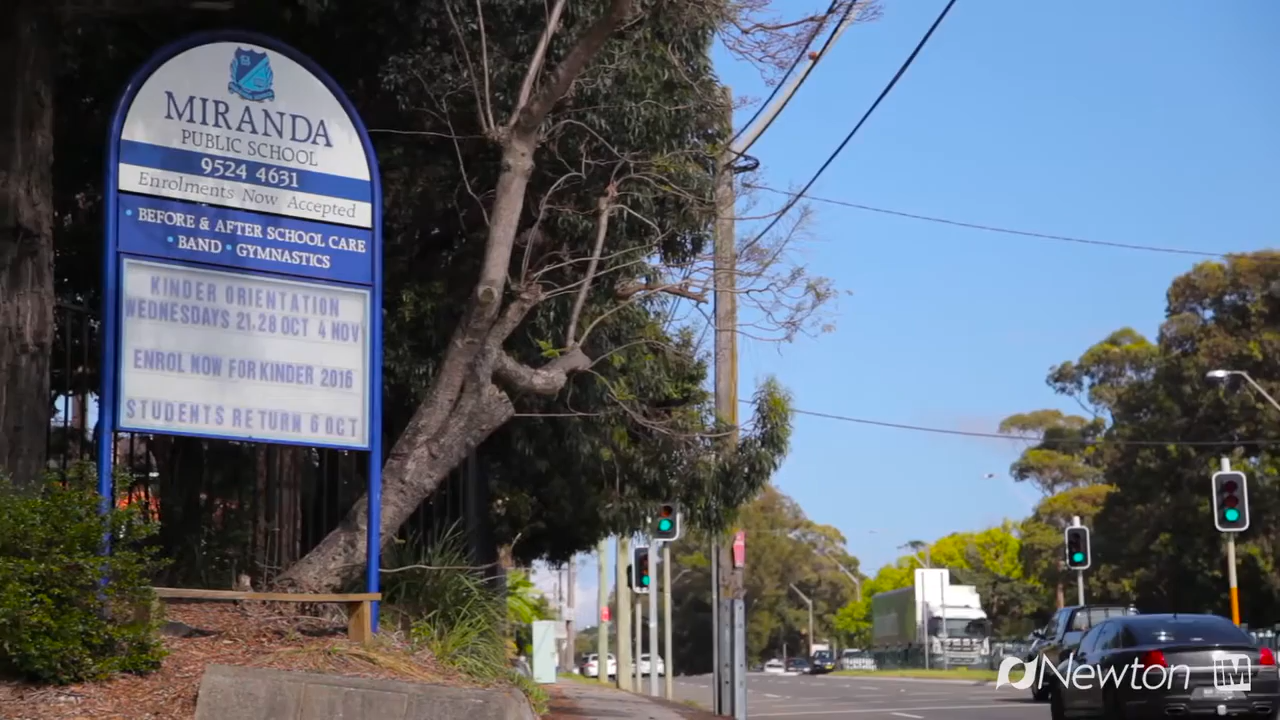 MIRANDA
PUBLIC SCHOOL
9524 4631
Enrolments Now Accepted
• BEFORE & AFTER SCHOOL CARE
• BAND • GYMNASTICS
KINDER ORIENTATION
WEDNESDAYS 21.28 OCT 4 NOV
ENROL NOW FOR KINDER 2016
STUDENTS RETURN 6 OCT
Newton
M